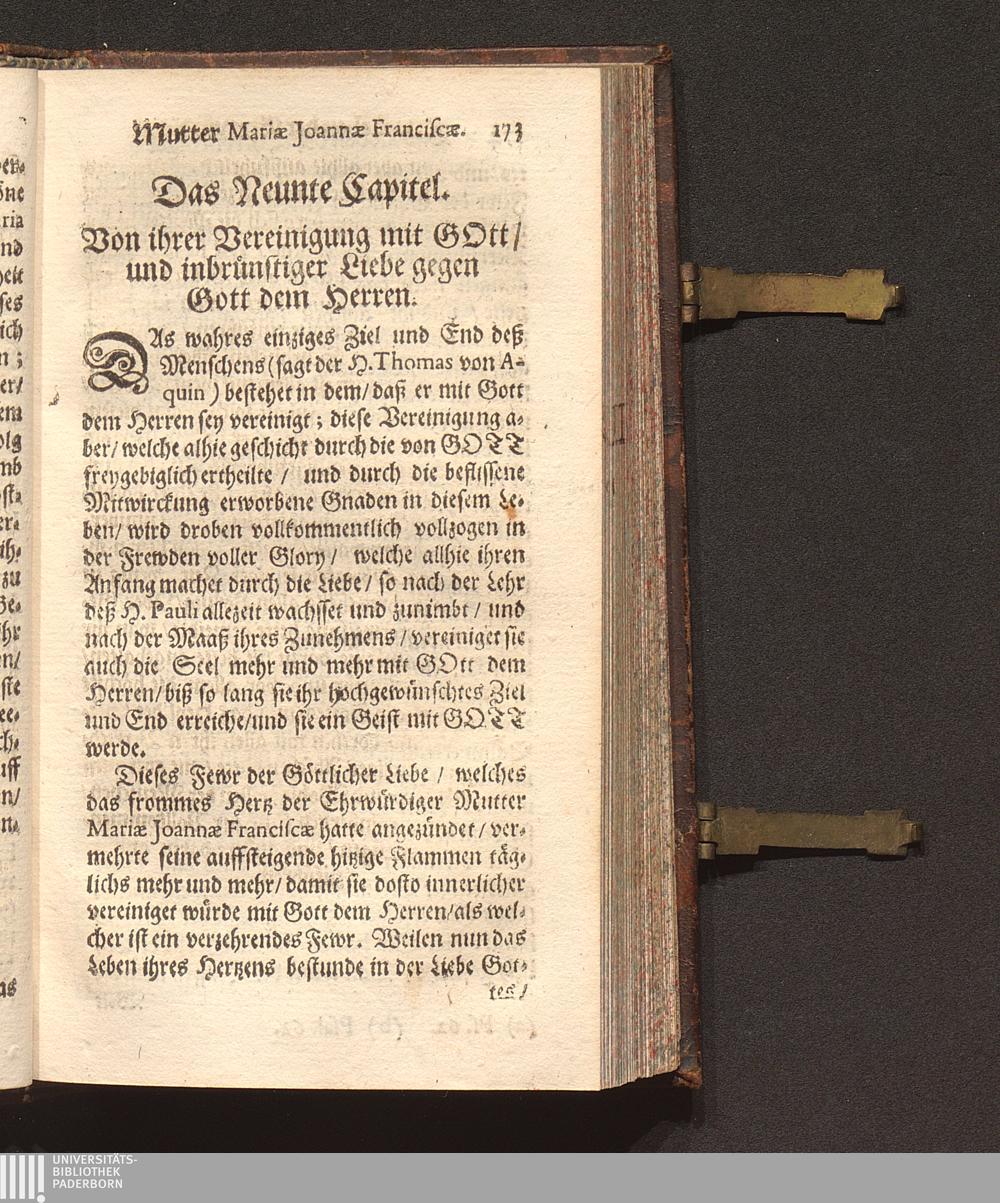 Mutter Mariæ Joannæ Franciſcæ. 173
Das Neunte Capitel.
Von ihrer Vereinigung mit GOtt/
und inbrünſtiger Liebe gegen
Gott dem Herren.
DAs wahres einziges Ziel und End deß
Menſchens (ſagt der H. Thomas von A-
quin) beſtehet in dem/ daß er mit Gott
dem Herren ſey vereinigt; dieſe Vereinigung a-
ber/ welche alhie geſchicht durch die von GOTT
freygebiglich ertheilte / und durch die befliſſene
Mitwirckung erworbene Gnaden in dieſem Le-
ben/ wird droben vollkommentlich vollzogen in
der Frewden voller Glory / welche allhie ihren
Anfang machet durch die Liebe / ſo nach der Lehr
deß H. Pauli allezeit wachſſet und zunimbt / und
nach der Maaß ihres Zunehmens / vereiniget ſie
auch die Seel mehr und mehr mit GOtt dem
Herren/ biß ſo lang ſie ihr hochgewünſchtes Ziel
und End erreiche/ und ſie ein Geiſt mit GOTT
werde.
Dieſes Fewr der Göttlicher Liebe / welches
das frommes Hertz der Ehrwürdiger Mutter
Mariæ Joannæ Franciſcæ hatte angezündet / ver-
mehrte ſeine auffſteigende hitzige Flammen täg-
lichs mehr und mehr/ damit ſie doſto innerlicher
vereiniget würde mit Gott dem Herren/ als wel-
cher iſt ein verzehrendes Fewr. Weilen nun das
Leben ihres Hertzens beſtunde in der Liebe Got-
tes /
UNIVERSITÄTS-
BIBLIOTHEK
PADERBORN